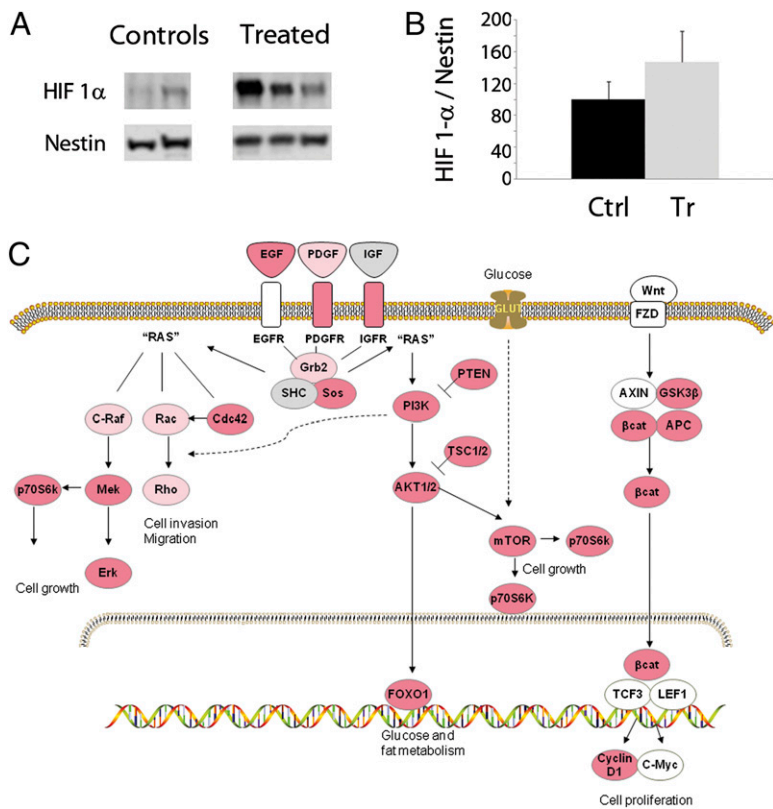 A
Controls
Treated
HIF 1α
Nestin
B
HIF 1-α / Nestin
200
160
120
80
40
0
Ctrl
Tr
C
EGF
PDGF
IGF
Glucose
GLUT
Wnt
FZD
"RAS"
EGFR
PDGFR
IGFR
"RAS"
Grb2
SHC
Sos
PTEN
PI3K
AXIN
GSK3β
βcat
APC
C-Raf
Rac
Cdc42
TSC1/2
p70S6k
Mek
Rho
AKT1/2
βcat
Cell invasion
Migration
mTOR
p70S6k
Cell growth
Erk
Cell growth
p70S6K
βcat
FOXO1
TCF3
LEF1
Glucose and
fat metabolism
Cyclin
D1
C-Myc
Cell proliferation